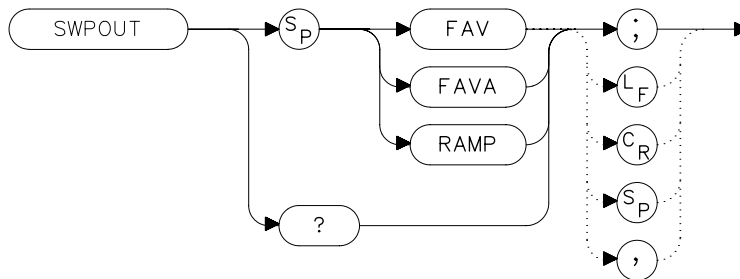 SWPOUT SP FAV ;
FAVA LF
RAMP CR
SP
? ,